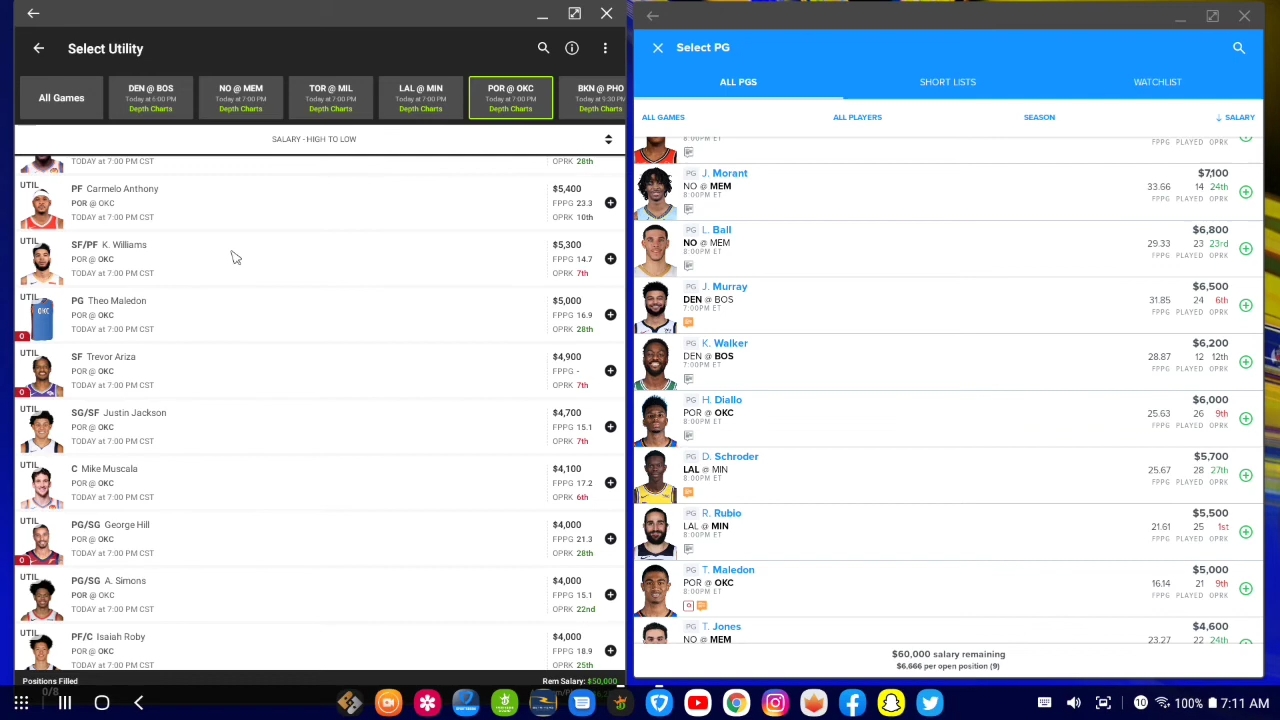 Select Utility
All Games
DEN @ BOS
Today at 6:00 PM
Depth Charts
NO @ MEM
Today at 7:00 PM
Depth Charts
TOR @ MIL
Today at 7:00 PM
Depth Charts
LAL @ MIN
Today at 7:00 PM
Depth Charts
POR @ OKC
Today at 7:00 PM
Depth Charts
BKN @ PHO
Today at 9:30 PM
Depth Charts
SALARY - HIGH TO LOW
TODAY at 7:00 PM CST
OPRK 28th
UTIL
PF Carmelo Anthony
$5,400
POR @ OKC
FPPG 23.3
TODAY at 7:00 PM CST
OPRK 10th
UTIL
SF/PF K. Williams
$5,300
POR @ OKC
FPPG 14.7
TODAY at 7:00 PM CST
OPRK 7th
UTIL
PG Theo Maledon
$5,000
POR @ OKC
FPPG 16.9
TODAY at 7:00 PM CST
OPRK 28th
OKC
O
UTIL
SF Trevor Ariza
$4,900
POR @ OKC
FPPG -
TODAY at 7:00 PM CST
OPRK 7th
O
UTIL
SG/SF Justin Jackson
$4,700
POR @ OKC
FPPG 15.1
TODAY at 7:00 PM CST
OPRK 7th
UTIL
C Mike Muscala
$4,100
POR @ OKC
FPPG 17.2
TODAY at 7:00 PM CST
OPRK 6th
UTIL
PG/SG George Hill
$4,000
POR @ OKC
FPPG 21.3
TODAY at 7:00 PM CST
OPRK 28th
O
UTIL
PG/SG A. Simons
$4,000
POR @ OKC
FPPG 15.1
TODAY at 7:00 PM CST
OPRK 22nd
UTIL
PF/C Isaiah Roby
$4,000
POR @ OKC
FPPG 18.9
TODAY at 7:00 PM CST
OPRK 25th
Positions Filled
Rem Salary: $50,000
0/8
Select PG
ALL PGS
SHORT LISTS
WATCHLIST
ALL GAMES
ALL PLAYERS
SEASON
SALARY
8:00PM ET
FPPG PLAYED OPRK
PG J. Morant
$7,100
NO @ MEM
33.66 14 24th
8:00PM ET
FPPG PLAYED OPRK
PG L. Ball
$6,800
NO @ MEM
29.33 23 23rd
8:00PM ET
FPPG PLAYED OPRK
PG J. Murray
$6,500
DEN @ BOS
31.85 24 6th
7:00PM ET
FPPG PLAYED OPRK
PG K. Walker
$6,200
DEN @ BOS
28.87 12 12th
7:00PM ET
FPPG PLAYED OPRK
PG H. Diallo
$6,000
POR @ OKC
25.63 26 9th
8:00PM ET
FPPG PLAYED OPRK
PG D. Schroder
$5,700
LAL @ MIN
25.67 28 27th
8:00PM ET
FPPG PLAYED OPRK
PG R. Rubio
$5,500
LAL @ MIN
21.61 25 1st
8:00PM ET
FPPG PLAYED OPRK
PG T. Maledon
$5,000
POR @ OKC
16.14 21 9th
8:00PM ET
FPPG PLAYED OPRK
O
PG T. Jones
$4,600
NO @ MEM
23.27 22 24th
$60,000 salary remaining
$6,666 per open position (9)
100% 7:11 AM